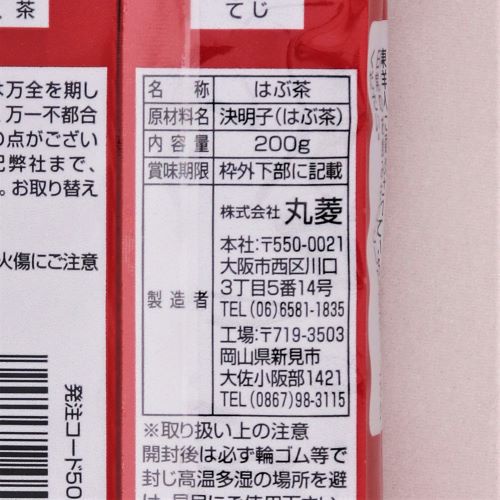 茶
てじ
万全を期し
万一不都合
の点がござい
弊社まで、
。お取り替え
火傷にご注意
発注コード50
名称 はぶ茶
原材料名 決明子(はぶ茶)
内容量 200g
賞味期限 枠外下部に記載
製造者
株式会社 丸菱
本社:〒550-0021
大阪市西区川口
3丁目5番14号
TEL(06)6581-1835
工場:〒719-3503
岡山県新見市
大佐小阪部1421
TEL(0867)98-3115
※取り扱い上の注意
開封後は必ず輪ゴム等で
封じ高温多湿の場所を避